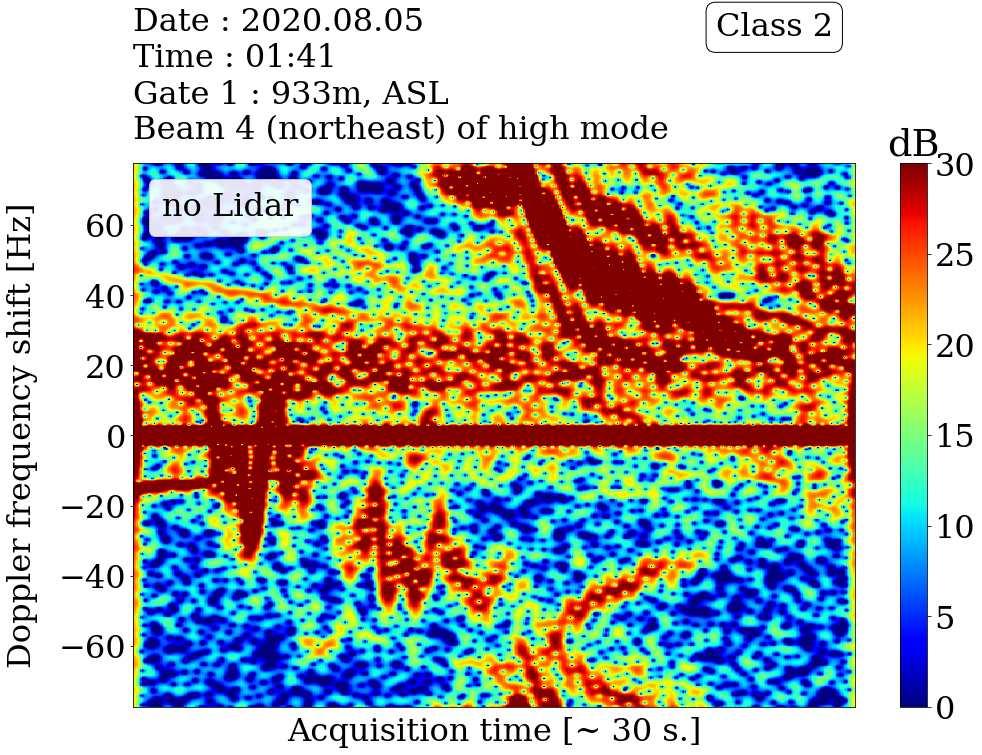 Date : 2020.08.05
Time : 01:41
Gate 1 : 933m, ASL
Beam 4 (northeast) of high mode
Class 2
dB
no Lidar
Doppler frequency shift [Hz]
60
40
20
0
−20
−40
−60
Acquisition time [~ 30 s.]
30
25
20
15
10
5
0